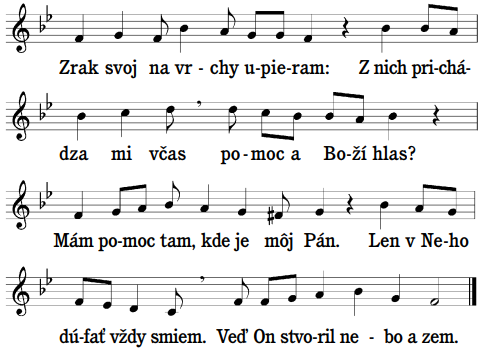 Zrak svoj na vr - chy u-pie-ram: Z nich pri-chá-
dza mi včas po-moc a Bo-ží hlas?
Mám po-moc tam, kde je môj Pán. Len v Ne-ho
dú-fať vždy smiem. Veď On stvo-ril ne - bo a zem.